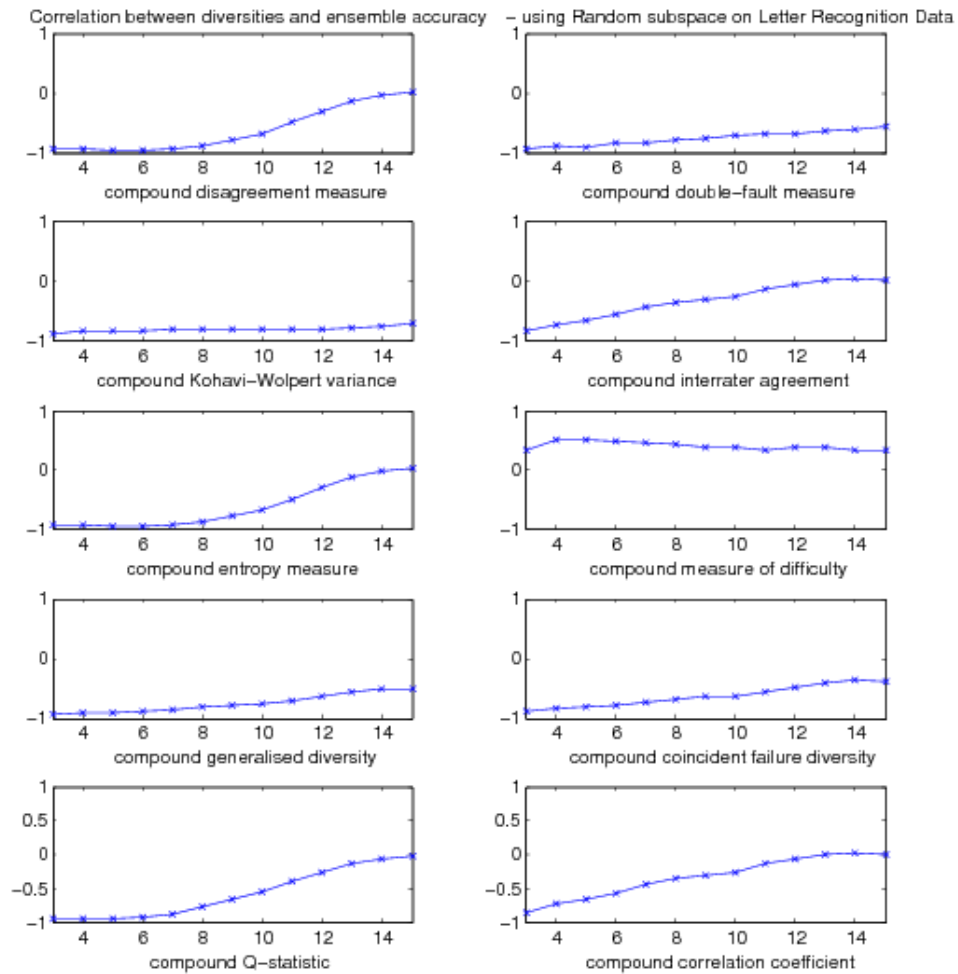 Correlation between diversities and ensemble accuracy – using Random subspace on Letter Recognition Data
1
0
−1
4 6 8 10 12 14
compound disagreement measure
1
0
−1
4 6 8 10 12 14
compound double−fault measure
1
0
−1
4 6 8 10 12 14
compound Kohavi−Wolpert variance
1
0
−1
4 6 8 10 12 14
compound interrater agreement
1
0
−1
4 6 8 10 12 14
compound entropy measure
1
0
−1
4 6 8 10 12 14
compound measure of difficulty
1
0
−1
4 6 8 10 12 14
compound generalised diversity
1
0
−1
4 6 8 10 12 14
compound coincident failure diversity
1
0.5
0
−0.5
−1
4 6 8 10 12 14
compound Q−statistic
1
0.5
0
−0.5
−1
4 6 8 10 12 14
compound correlation coefficient